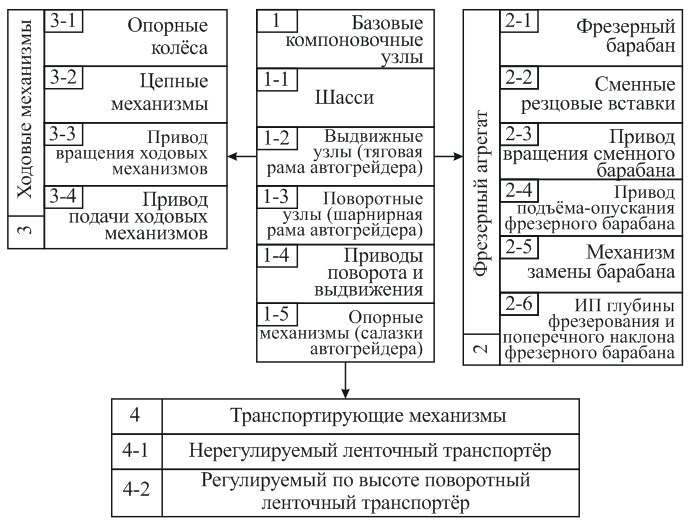 Ходовые механизмы
3
3-1 Опорные
колёса
3-2 Цепные
механизмы
3-3 Привод
вращения ходовых
механизмов
3-4 Привод
подачи ходовых
механизмов
1 Базовые
компоновочные
узлы
1-1
Шасси
1-2 Выдвижные
узлы (тяговая
рама автогрейдера)
1-3 Поворотные
узлы (шарнирная
рама автогрейдера)
1-4 Приводы
поворота и
выдвижения
1-5 Опорные
механизмы (салазки
автогрейдера)
Фрезерный агрегат
2
2-1 Фрезерный
барабан
2-2 Сменные
резцовые вставки
2-3 Привод
вращения сменного
барабана
2-4 Привод
подъёма-опускания
фрезерного барабана
2-5 Механизм
замены барабана
2-6 ИП глубины
фрезерования и
поперечного наклона
фрезерного барабана
4 Транспортирующие механизмы
4-1 Нерегулируемый ленточный транспортёр
4-2 Регулируемый по высоте поворотный
ленточный транспортёр